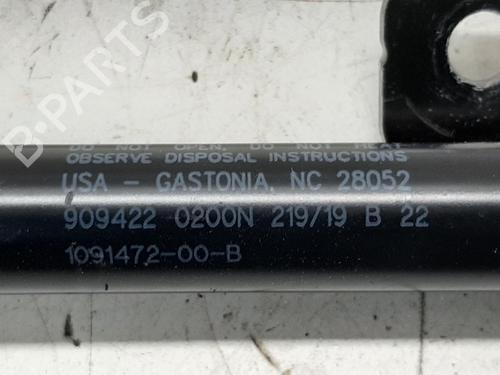 DO NOT OPEN. DO NOT HEAT
OBSERVE DISPOSAL INSTRUCTIONS
USA - GASTONIA, NC 28052
909422 0200N 219/19 B 22
1091472-00-B
B-PARTS